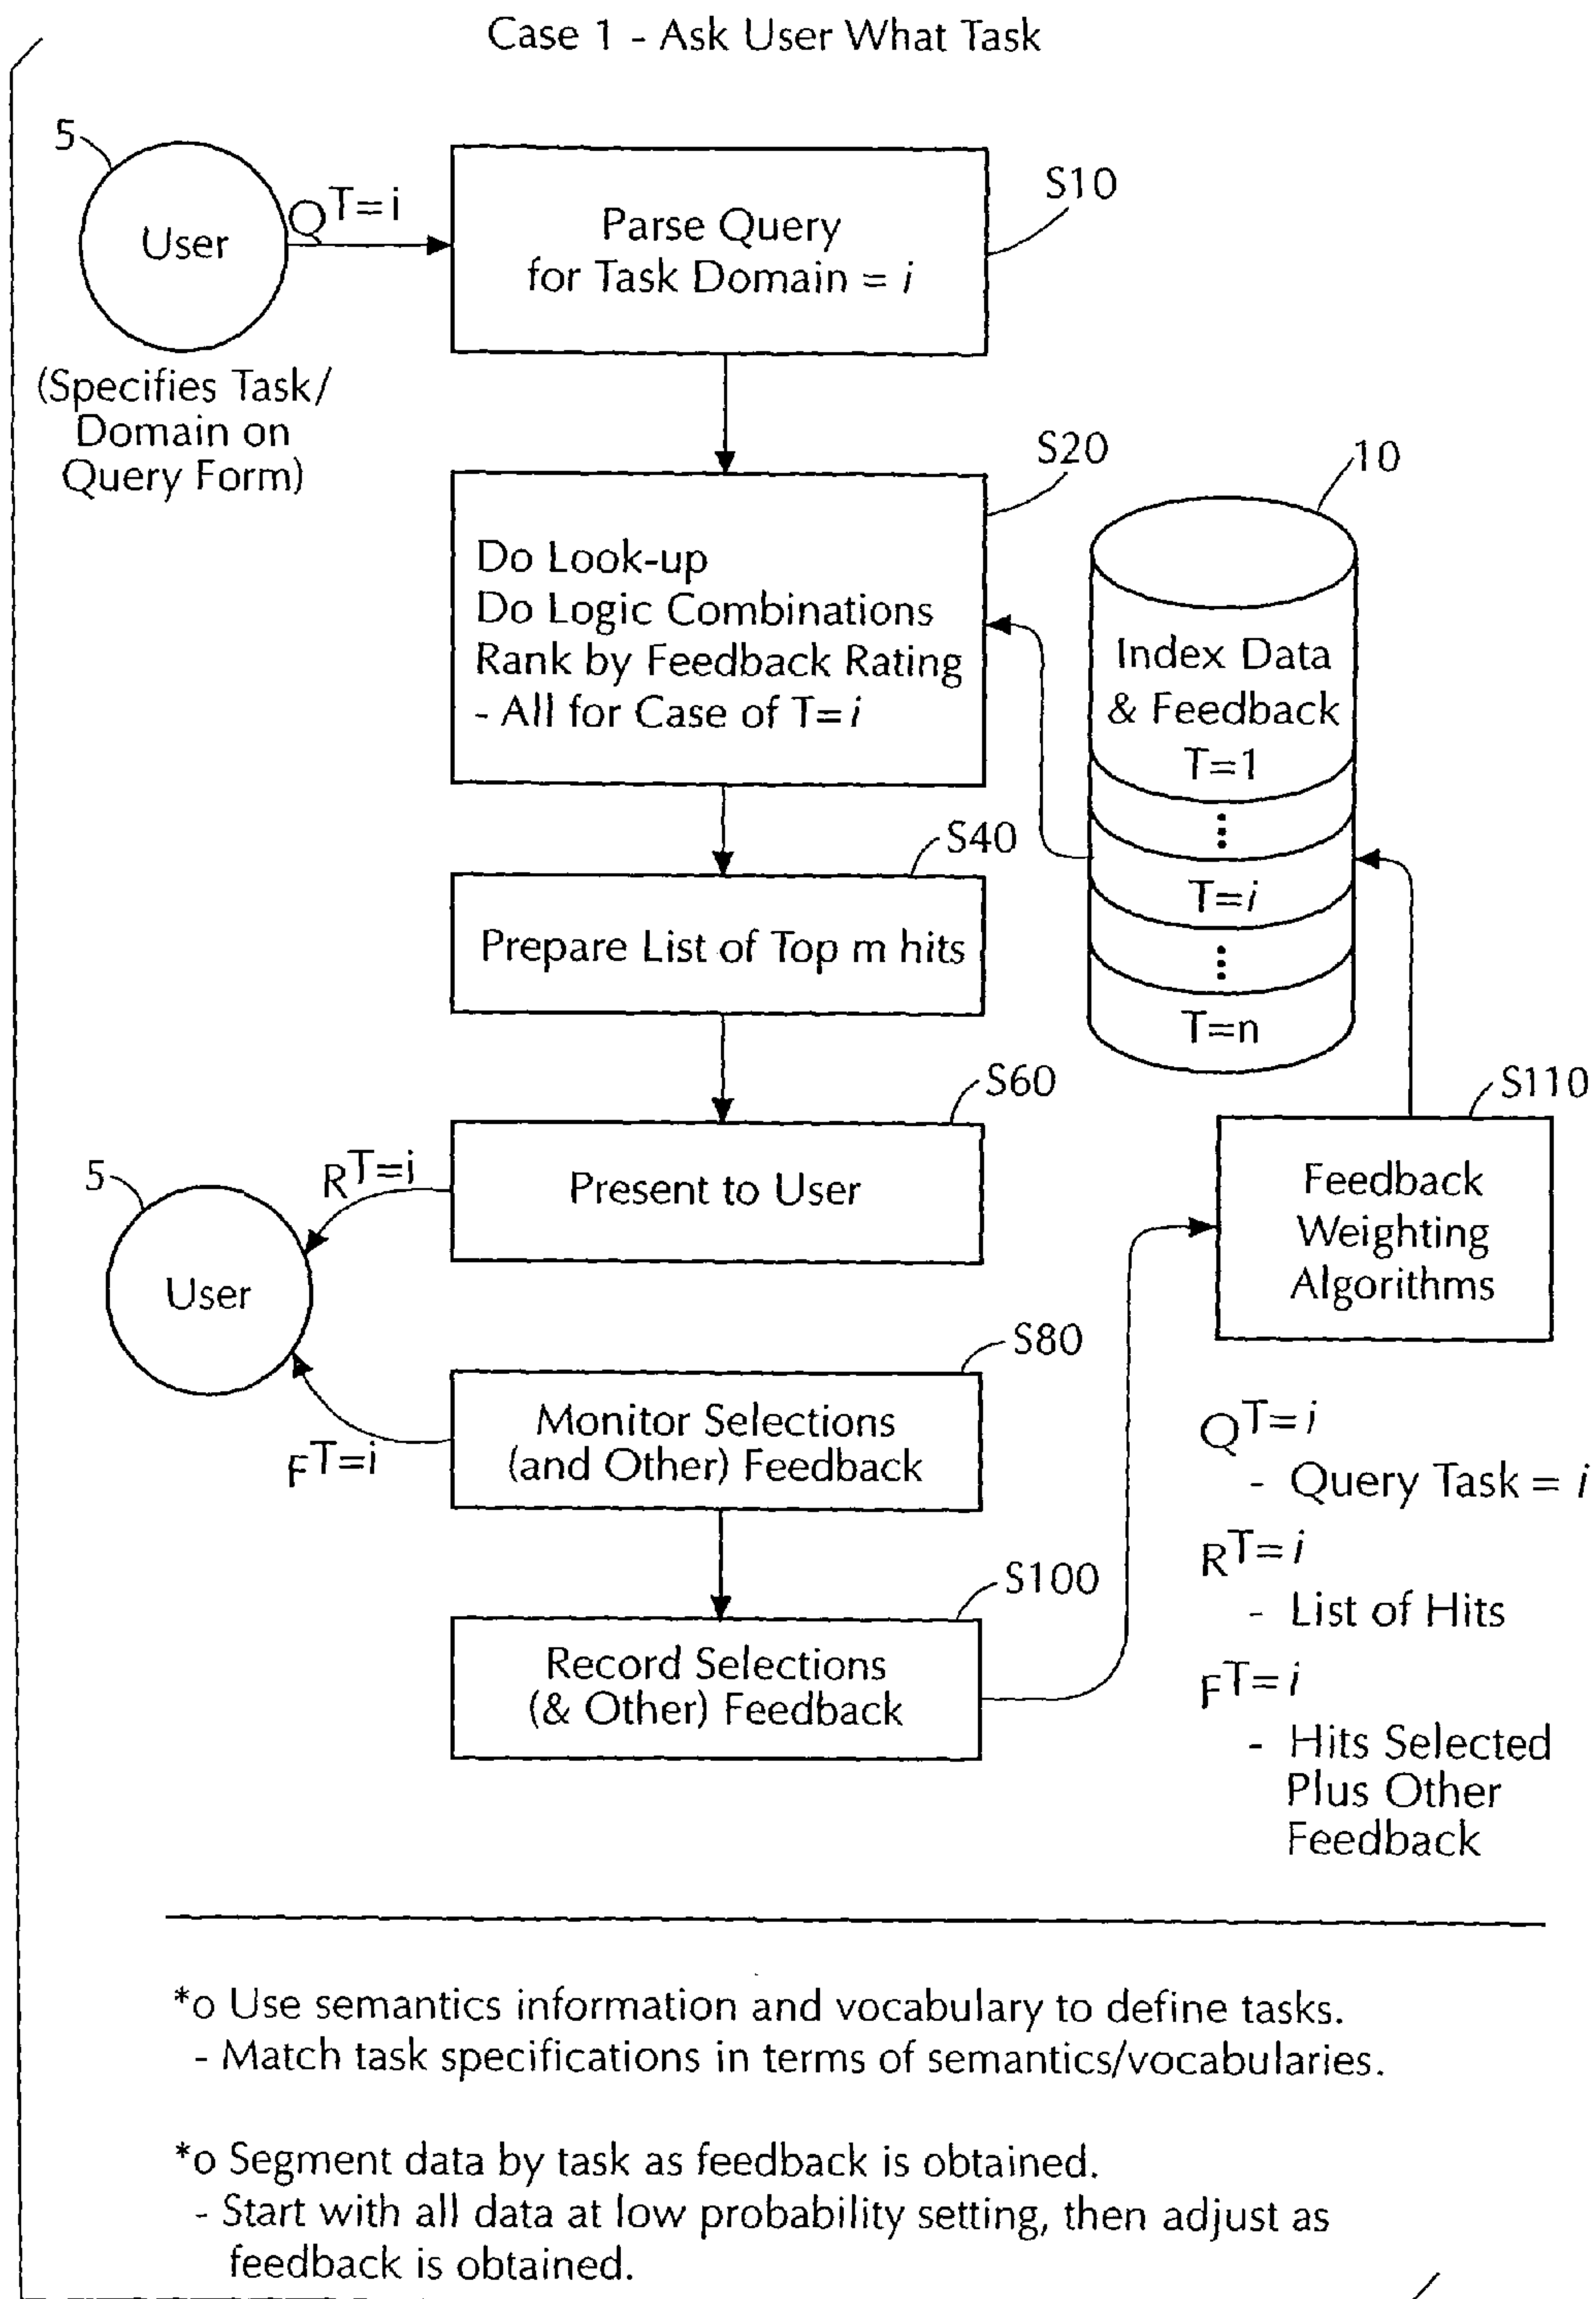 Case 1 - Ask User What Task
5
User
QT=i
(Specifies Task/
Domain on
Query Form)
Parse Query
for Task Domain = i
S10
S20
Do Look-up
Do Logic Combinations
Rank by Feedback Rating
- All for Case of T=i
10
Index Data
& Feedback
T=1
⋮
T=i
⋮
T=n
S40
Prepare List of Top m hits
S60
Present to User
RT=i
5
User
FT=i
S80
Monitor Selections
(and Other) Feedback
S100
Record Selections
(& Other) Feedback
S110
Feedback
Weighting
Algorithms
QT=i
- Query Task = i
RT=i
- List of Hits
FT=i
- Hits Selected
Plus Other
Feedback
*o Use semantics information and vocabulary to define tasks.
- Match task specifications in terms of semantics/vocabularies.
*o Segment data by task as feedback is obtained.
- Start with all data at low probability setting, then adjust as
feedback is obtained.